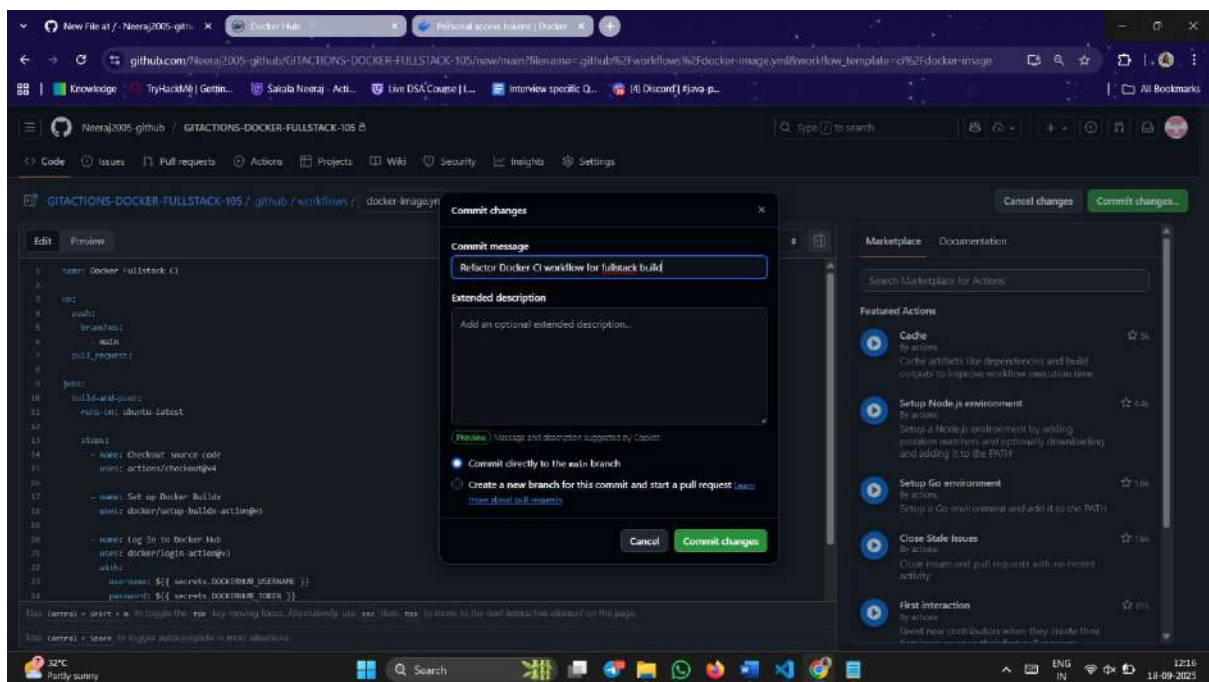 New File at / · Neeraj2005-gith
Docker Hub
Personal access tokens | Docker
github.com/Neeraj2005-github/GITACTIONS-DOCKER-FULLSTACK-105/new/main?filename=.github%2Fworkflows%2Fdocker-image.yml&workflow_template=ci%2Fdocker-image
Knowledge
TryHackMe | Gettin...
Sakala Neeraj - Acti...
Live DSA Course | L...
interview specific Q...
(4) Discord | #java-p...
All Bookmarks
Neeraj2005-github / GITACTIONS-DOCKER-FULLSTACK-105
Type / to search
Code
Issues
Pull requests
Actions
Projects
Wiki
Security
Insights
Settings
GITACTIONS-DOCKER-FULLSTACK-105 / .github / workflows / docker-image.ym
Cancel changes
Commit changes...
Edit
Preview
1 name: Docker Fullstack CI
2
3 on:
4 push:
5 branches:
6 - main
7 pull_request:
8
9 jobs:
10 build-and-push:
11 runs-on: ubuntu-latest
12
13 steps:
14 - name: Checkout source code
15 uses: actions/checkout@v4
16
17 - name: Set up Docker Buildx
18 uses: docker/setup-buildx-action@v3
19
20 - name: Log in to Docker Hub
21 uses: docker/login-action@v3
22 with:
23 username: ${{ secrets.DOCKERHUB_USERNAME }}
24 password: ${{ secrets.DOCKERHUB_TOKEN }}
Use Control + Shift + m to toggle the tab key moving focus. Alternatively, use esc then tab to move to the next interactive element on the page.
Use Control + Space to trigger autocomplete in most situations.
Commit changes
Commit message
Refactor Docker CI workflow for fullstack build
Extended description
Add an optional extended description..
Preview Message and description suggested by Copilot.
Commit directly to the main branch
Create a new branch for this commit and start a pull request Learn
more about pull requests
Cancel
Commit changes
Marketplace
Documentation
Search Marketplace for Actions
Featured Actions
Cache
By actions
Cache artifacts like dependencies and build
outputs to improve workflow execution time
Setup Node.js environment
By actions
Setup a Node.js environment by adding
problem matchers and optionally downloading
and adding it to the PATH
Setup Go environment
By actions
Setup a Go environment and add it to the PATH
Close Stale Issues
By actions
Close issues and pull requests with no recent
activity
First interaction
By actions
Greet new contributors when they create their
32°C
Partly sunny
Search
ENG
IN
12:16
18-09-2025